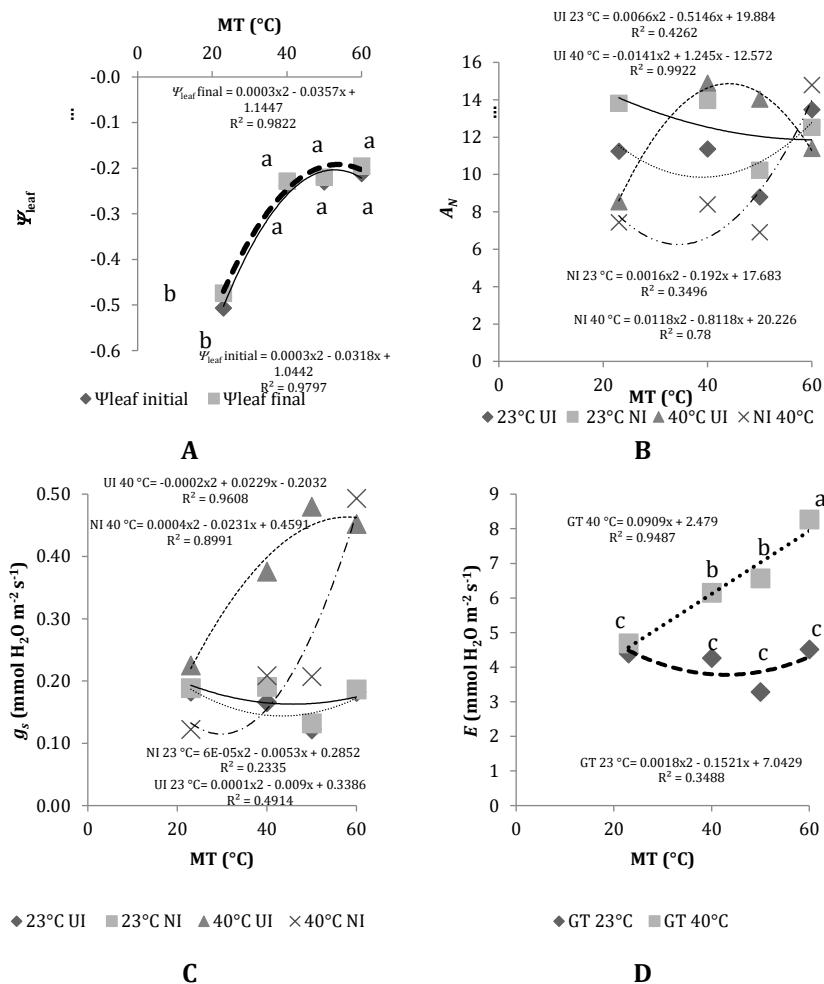 MT (°C)
0 20 40 60
-0.0
-0.1
-0.2
-0.3
-0.4
-0.5
-0.6
...
Ψleaf
Ψleaf final = 0.0003x2 - 0.0357x +
1.1447
R² = 0.9822
a a a
a a a
b
b
Ψleaf initial = 0.0003x2 - 0.0318x +
1.0442
R² = 0.9797
Ψleaf initial Ψleaf final
A
UI 23 °C = 0.0066x2 - 0.5146x + 19.884
R² = 0.4262
UI 40 °C = -0.0141x2 + 1.245x - 12.572
R² = 0.9922
16
14
12
10
8
6
4
2
0
...
AN
NI 23 °C = 0.0016x2 - 0.192x + 17.683
R² = 0.3496
NI 40 °C = 0.0118x2 - 0.8118x + 20.226
R² = 0.78
0 20 40 60
MT (°C)
23°C UI 23°C NI 40°C UI NI 40°C
B
UI 40 °C= -0.0002x2 + 0.0229x - 0.2032
R² = 0.9608
NI 40 °C= 0.0004x2 - 0.0231x + 0.4591
R² = 0.8991
0.50
0.40
0.30
0.20
0.10
0.00
gs (mmol H2O m-2 s-1)
NI 23 °C= 6E-05x2 - 0.0053x + 0.2852
R² = 0.2335
UI 23 °C= 0.0001x2 - 0.009x + 0.3386
R² = 0.4914
0 20 40 60
MT (°C)
23°C UI 23°C NI 40°C UI 40°C NI
C
9
8
7
6
5
4
3
2
1
0
E (mmol H2O m-2 s-1)
GT 40 °C= 0.0909x + 2.479
R² = 0.9487
a
b
b
c
c c c
GT 23 °C= 0.0018x2 - 0.1521x + 7.0429
R² = 0.3488
0 20 40 60
MT (°C)
GT 23°C GT 40°C
D